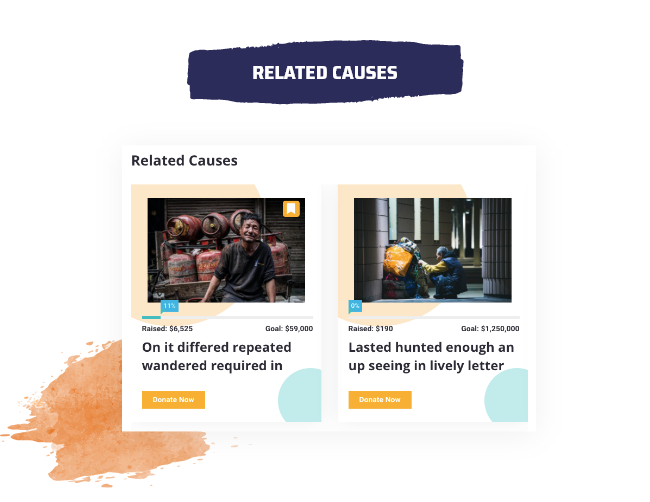 RELATED CAUSES
Related Causes
11%
Raised: $6,525 Goal: $59,000
On it differed repeated
wandered required in
Donate Now
0%
Raised: $190 Goal: $1,250,000
Lasted hunted enough an
up seeing in lively letter
Donate Now